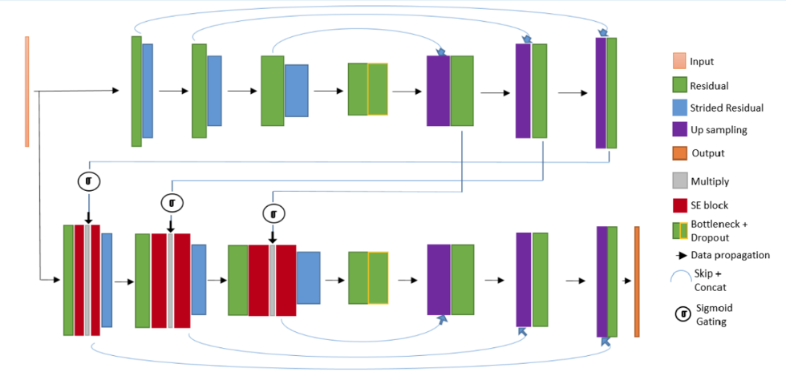 Input
Residual
Strided Residual
Up sampling
Output
Multiply
SE block
Bottleneck +
Dropout
Data propagation
Skip +
Concat
σ
σ
σ
σ
Sigmoid
Gating